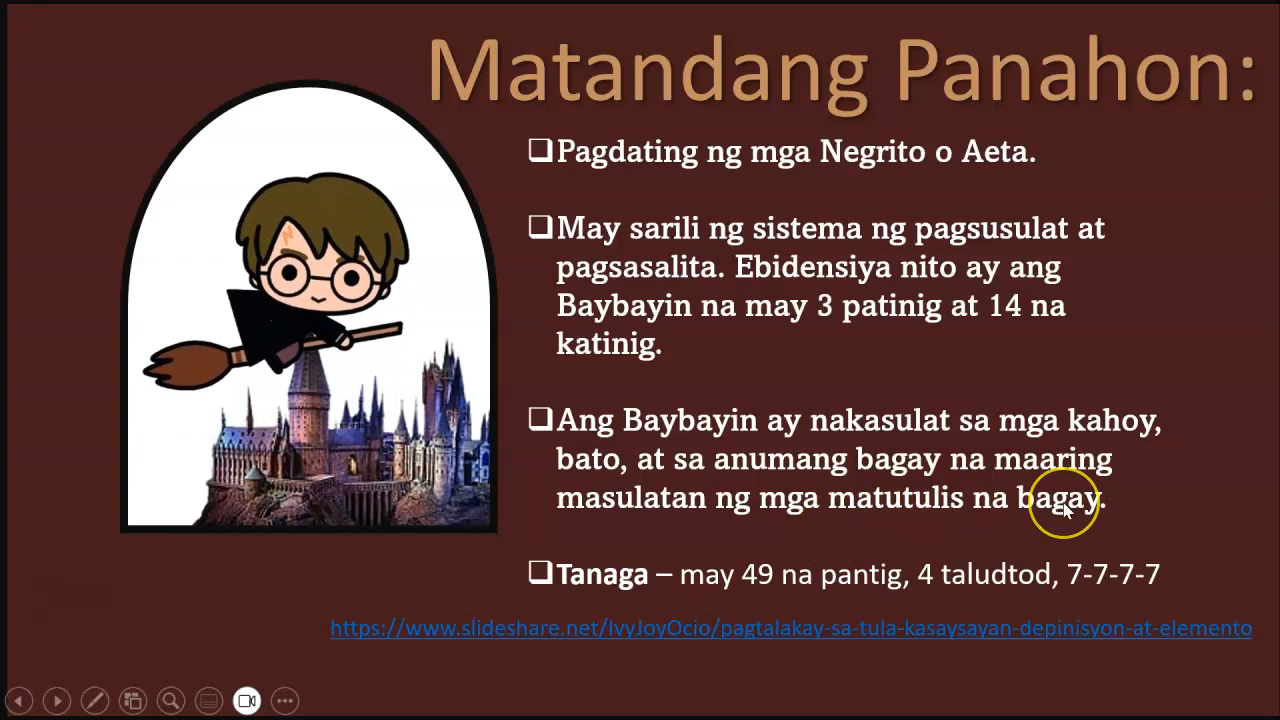 Matandang Panahon:
❑Pagdating ng mga Negrito o Aeta.
❑May sarili ng sistema ng pagsusulat at
pagsasalita. Ebidensiya nito ay ang
Baybayin na may 3 patinig at 14 na
katinig.
❑Ang Baybayin ay nakasulat sa mga kahoy,
bato, at sa anumang bagay na maaring
masulatan ng mga matutulis na bagay.
❑Tanaga – may 49 na pantig, 4 taludtod, 7-7-7-7
https://www.slideshare.net/IvyJoyOcio/pagtalakay-sa-tula-kasaysayan-depinisyon-at-elemento